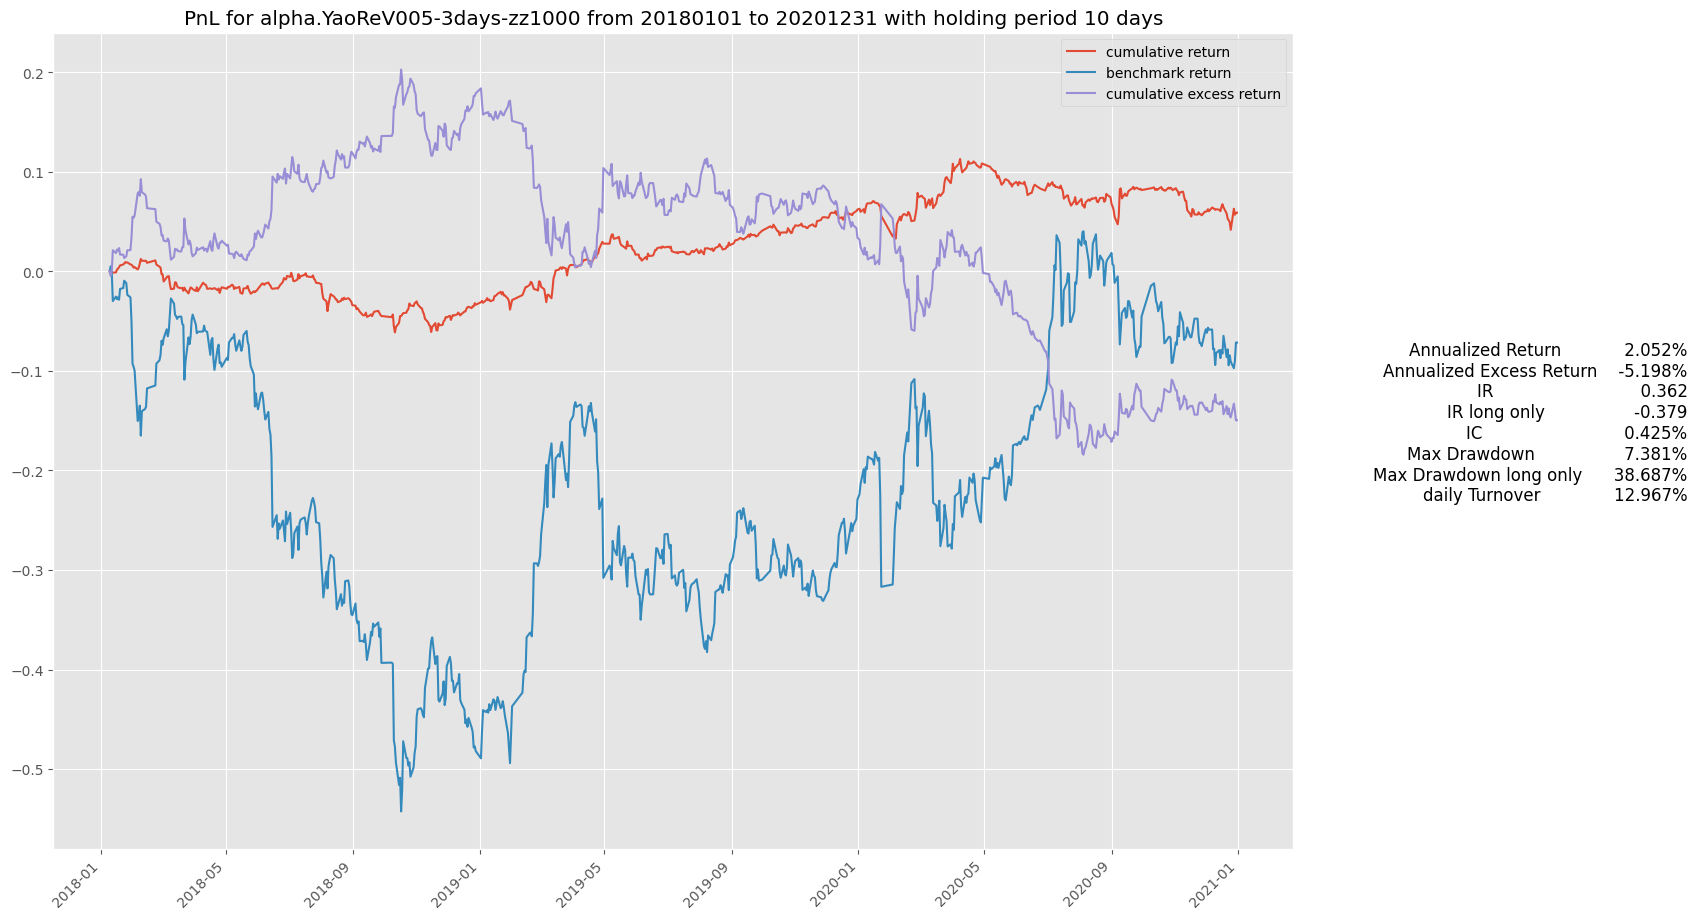 PnL for alpha.YaoReV005-3days-zz1000 from 20180101 to 20201231 with holding period 10 days
cumulative return
benchmark return
cumulative excess return
0.2
0.1
0.0
−0.1
−0.2
−0.3
−0.4
−0.5
2018-01
2018-05
2018-09
2019-01
2019-05
2019-09
2020-01
2020-05
2020-09
2021-01
Annualized Return 2.052%
Annualized Excess Return -5.198%
IR 0.362
IR long only -0.379
IC 0.425%
Max Drawdown 7.381%
Max Drawdown long only 38.687%
daily Turnover 12.967%